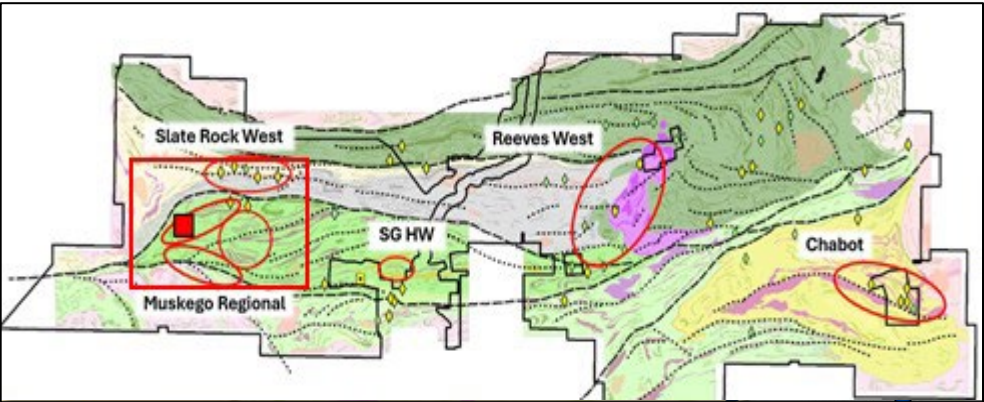 Slate Rock West
Reeves West
SG HW
Chabot
Muskego Regional